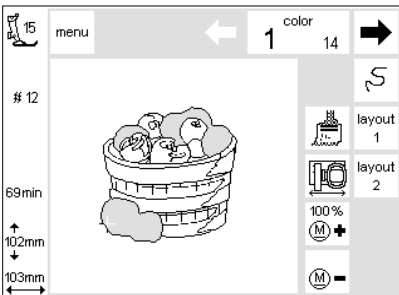 15
menu
color
1 14
# 12
layout
1
layout
2
69min
102mm
103mm
100%
M +
M -